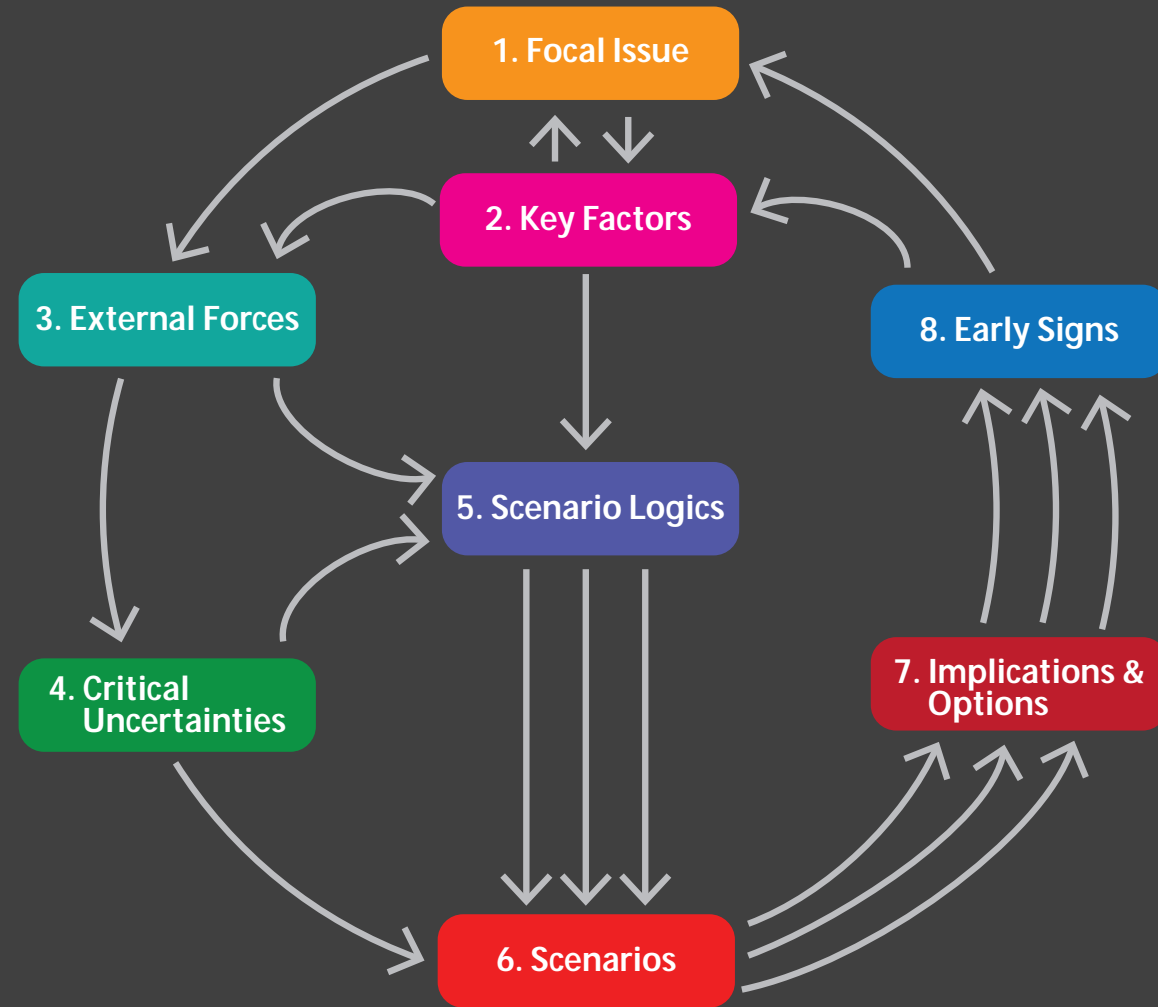 1. Focal Issue
2. Key Factors
3. External Forces
8. Early Signs
5. Scenario Logics
4. Critical
Uncertainties
7. Implications &
Options
6. Scenarios